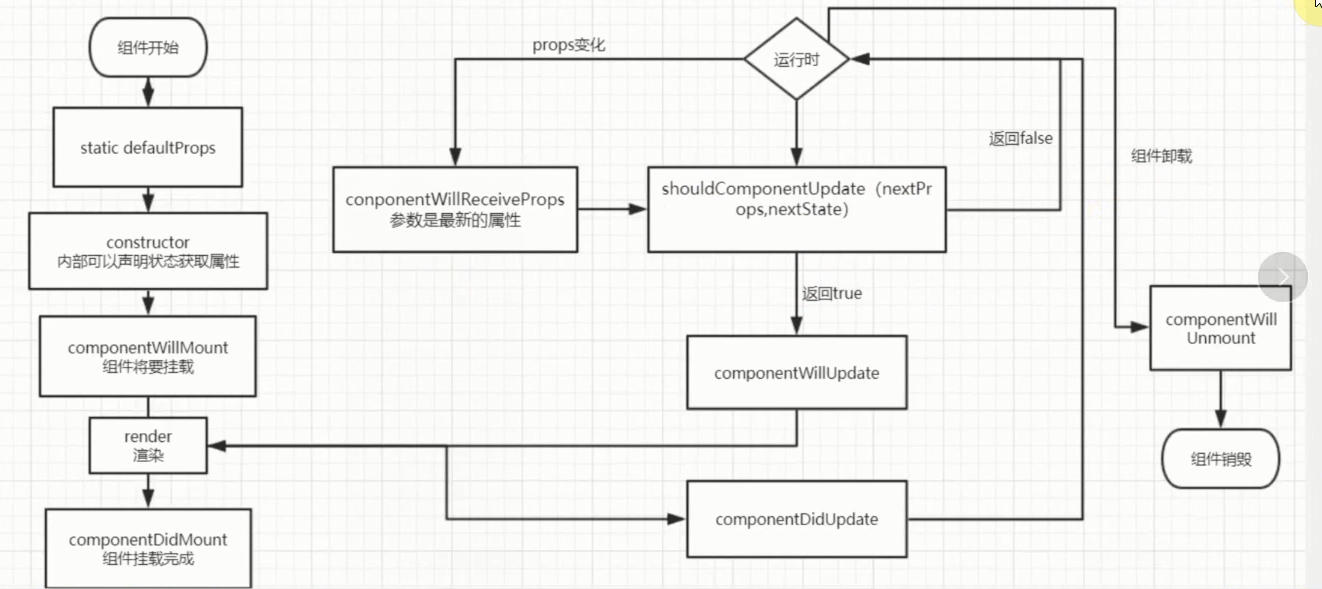 组件开始
static defaultProps
constructor
内部可以声明状态获取属性
componentWillMount
组件将要挂载
render
渲染
componentDidMount
组件挂载完成
props变化
运行时
conponentWillReceiveProps
参数是最新的属性
shouldComponentUpdate（nextPr
ops,nextState）
返回false
返回true
componentWillUpdate
componentDidUpdate
组件卸载
componentWill
Unmount
组件销毁